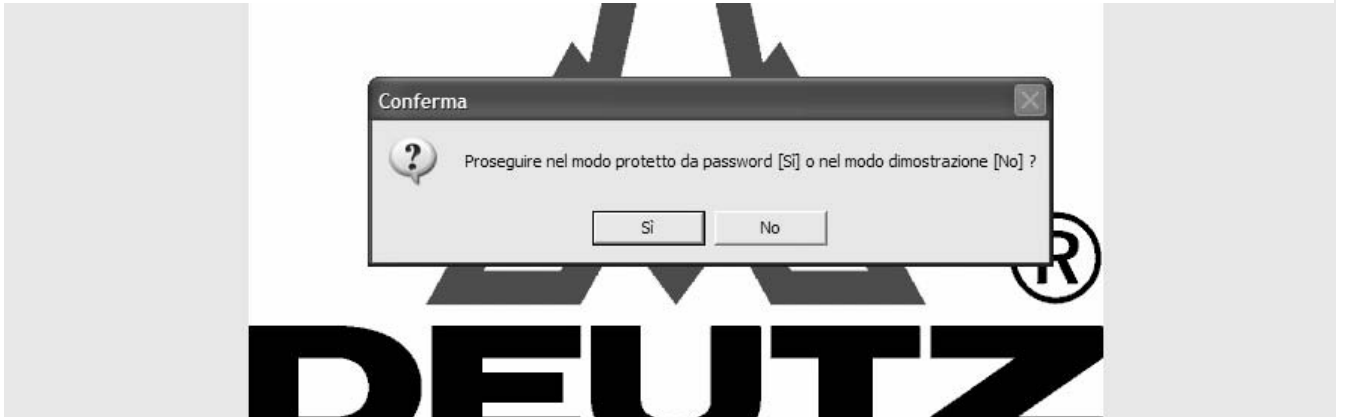 Conferma
Proseguire nel modo protetto da password [Sì] o nel modo dimostrazione [No] ?
Sì
No
®
DEUTZ